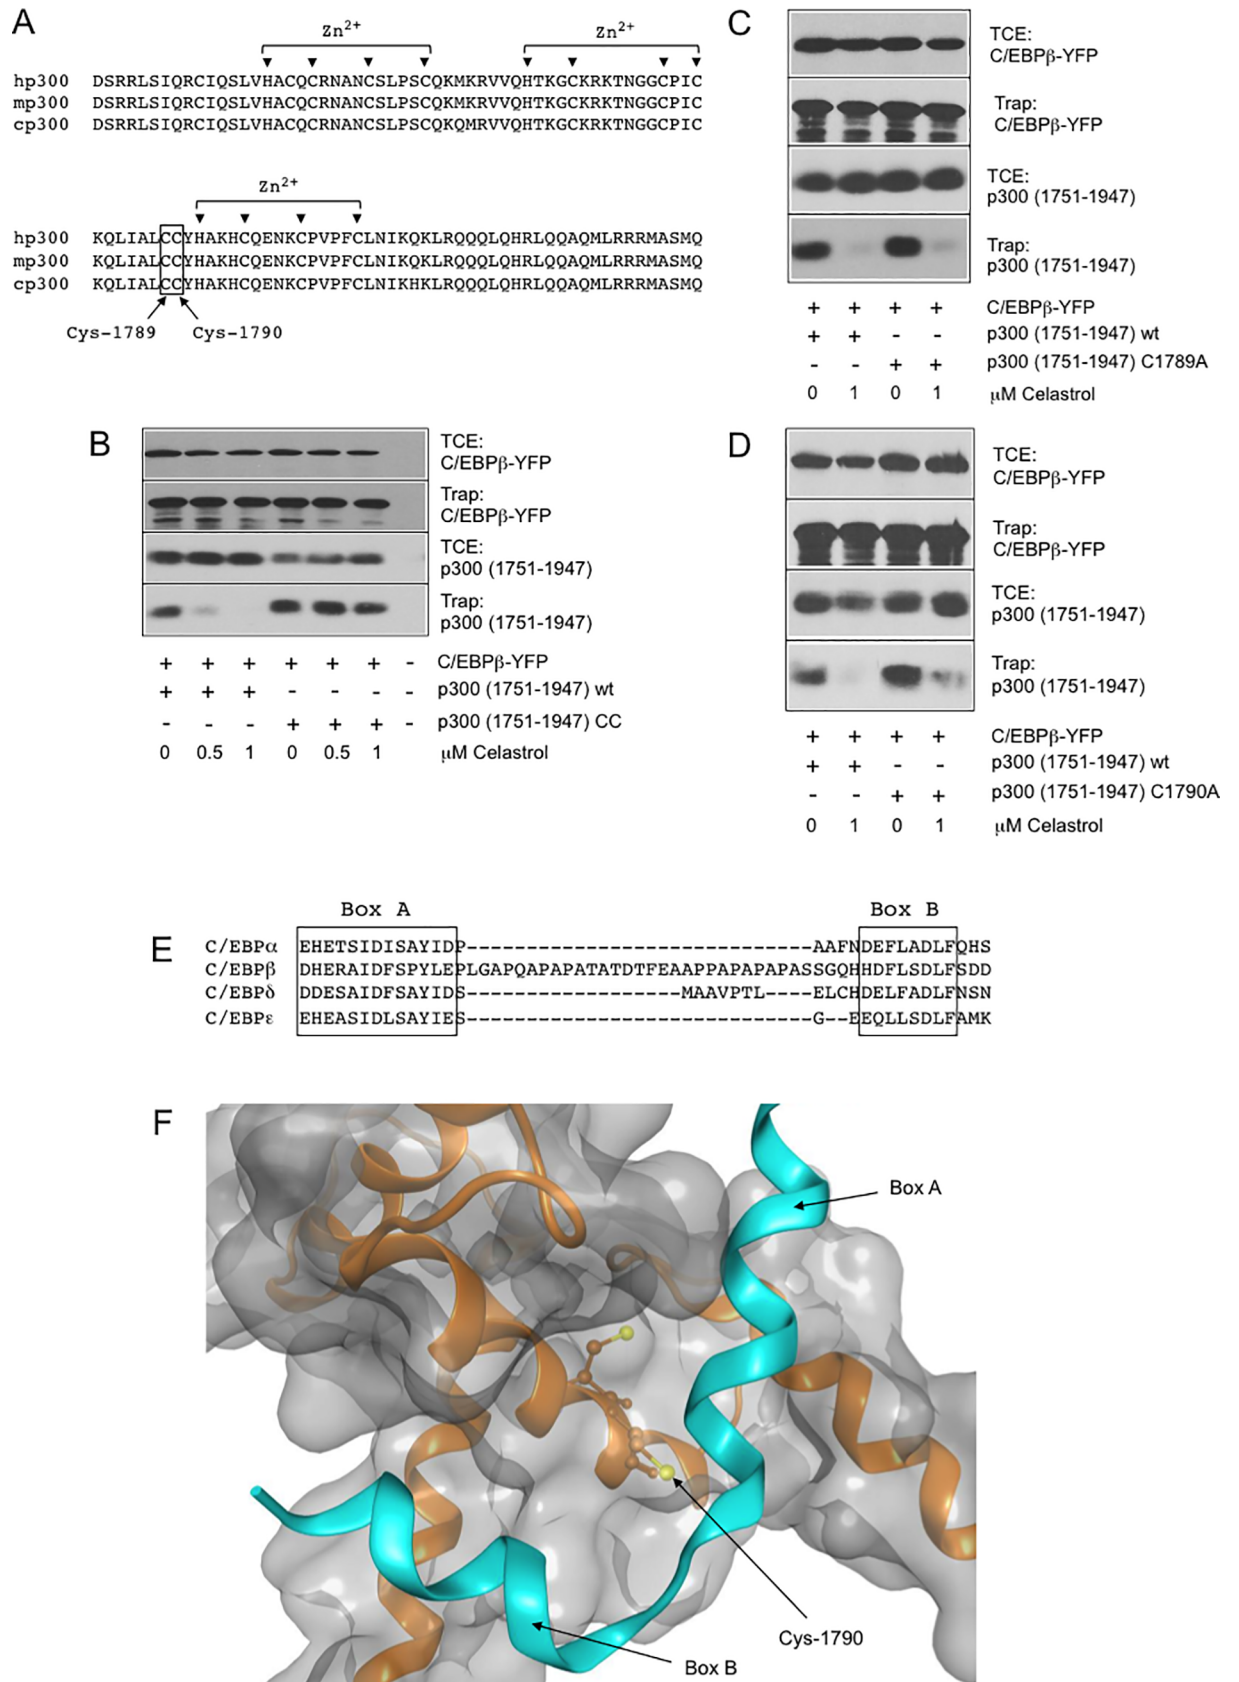 A
Zn2+ Zn2+
hp300 DSRRLSIQRCIQSLVHACQCRNANCSLPSCQKMKRVVQHTKGCKRKTNGGCPIC
mp300 DSRRLSIQRCIQSLVHACQCRNANCSLPSCQKMKRVVQHTKGCKRKTNGGCPIC
cp300 DSRRLSIQRCIQSLVHACQCRNANCSLPSCQKQMRVVQHTKGCKRKTNGGCPIC
Zn2+
hp300 KQLIALCCYHAKHCQENKCPVPFCLNIKQKLRQQQLQHRLQQAQMLRRRMASMQ
mp300 KQLIALCCYHAKHCQENKCPVPFCLNIKQKLRQQQLQHRLQQAQMLRRRMASMQ
cp300 KQLIALCCYHAKHCQENKCPVPFCLNIKHKLRQQQLQHRLQQAQMLRRRMASMQ
Cys-1789 Cys-1790
B
TCE:
C/EBPβ-YFP
Trap:
C/EBPβ-YFP
TCE:
p300 (1751-1947)
Trap:
p300 (1751-1947)
+ + + + + + - C/EBPβ-YFP
+ + + - - - - p300 (1751-1947) wt
- - - + + + - p300 (1751-1947) CC
0 0.5 1 0 0.5 1 μM Celastrol
C
TCE:
C/EBPβ-YFP
Trap:
C/EBPβ-YFP
TCE:
p300 (1751-1947)
Trap:
p300 (1751-1947)
+ + + + C/EBPβ-YFP
+ + - - p300 (1751-1947) wt
- - + + p300 (1751-1947) C1789A
0 1 0 1 μM Celastrol
D
TCE:
C/EBPβ-YFP
Trap:
C/EBPβ-YFP
TCE:
p300 (1751-1947)
Trap:
p300 (1751-1947)
+ + + + C/EBPβ-YFP
+ + - - p300 (1751-1947) wt
- - + + p300 (1751-1947) C1790A
0 1 0 1 μM Celastrol
E
Box A Box B
C/EBPα EHETSIDISAYIDP--------------------------------AAFNDEFLADLFQHS
C/EBPβ DHERAIDFSPYLEPLGAPQAPAPATATDTFEAAPPAPAPAPASSGQHHDFLSDLFSDD
C/EBPδ DDESAIDFSAYIDS--------------------MAAVPTL-----ELCHDELFADLFNSN
C/EBPε EHEASIDLSAYIES--------------------------------G--EEQLLSDLFAMK
F
Box A
Cys-1790
Box B